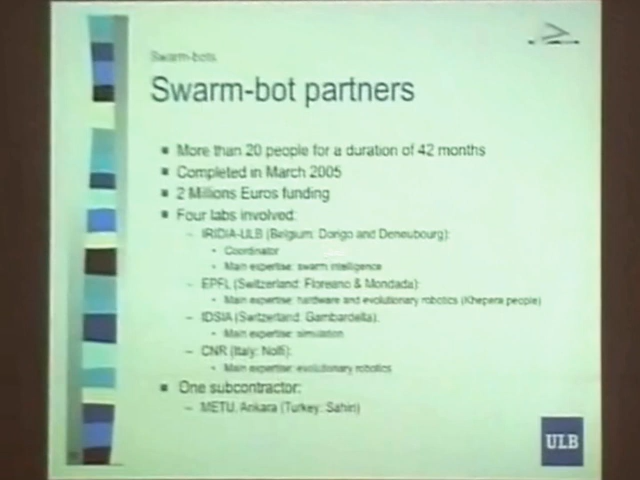 Swarm-bots
Swarm-bot partners
More than 20 people for a duration of 42 months
Completed in March 2005
2 Millions Euros funding
Four labs involved:
– IRIDIA-ULB (Belgium: Dorigo and Deneubourg):
• Coordinator
• Main expertise: swarm intelligence
– EPFL (Switzerland: Floreano & Mondada):
• Main expertise: hardware and evolutionary robotics (Khepera people)
– IDSIA (Switzerland: Gambardella):
• Main expertise: simulation
– CNR (Italy: Nolfi):
• Main expertise: evolutionary robotics
One subcontractor:
– METU, Ankara (Turkey: Sahin)
ULB